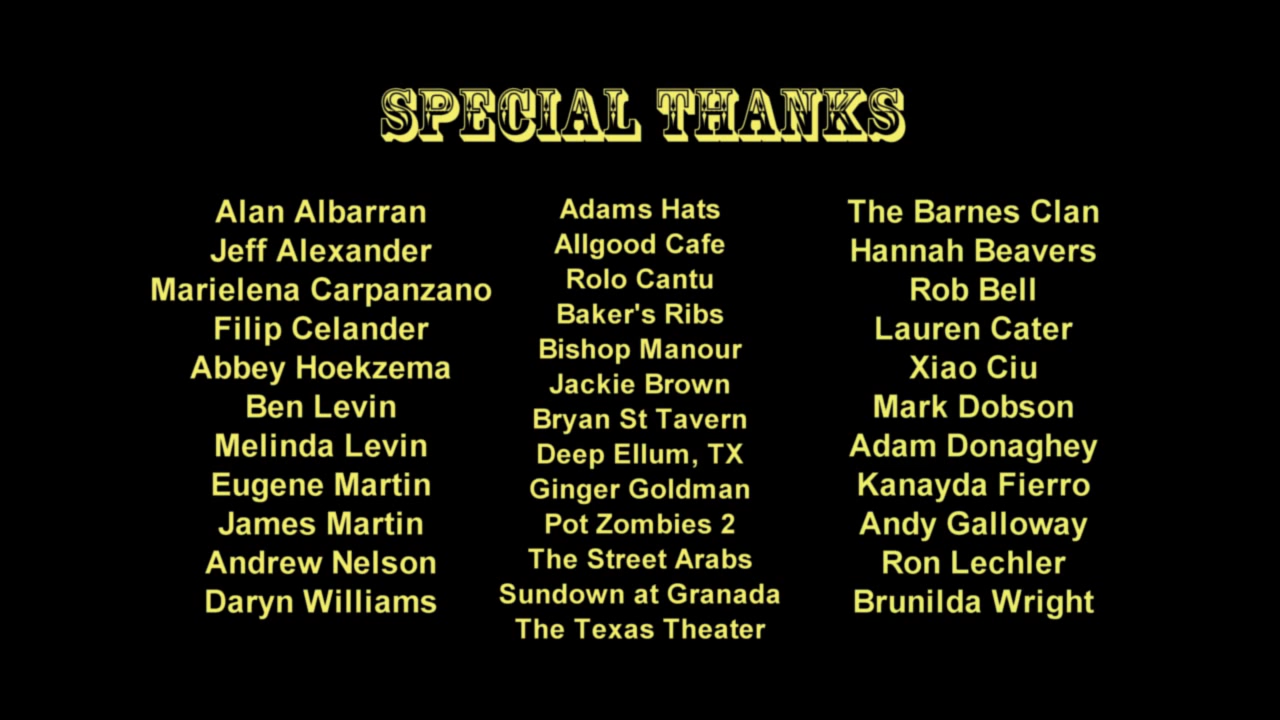 SPECIAL THANKS
Alan Albarran
Jeff Alexander
Marielena Carpanzano
Filip Celander
Abbey Hoekzema
Ben Levin
Melinda Levin
Eugene Martin
James Martin
Andrew Nelson
Daryn Williams
Adams Hats
Allgood Cafe
Rolo Cantu
Baker's Ribs
Bishop Manour
Jackie Brown
Bryan St Tavern
Deep Ellum, TX
Ginger Goldman
Pot Zombies 2
The Street Arabs
Sundown at Granada
The Texas Theater
The Barnes Clan
Hannah Beavers
Rob Bell
Lauren Cater
Xiao Ciu
Mark Dobson
Adam Donaghey
Kanayda Fierro
Andy Galloway
Ron Lechler
Brunilda Wright